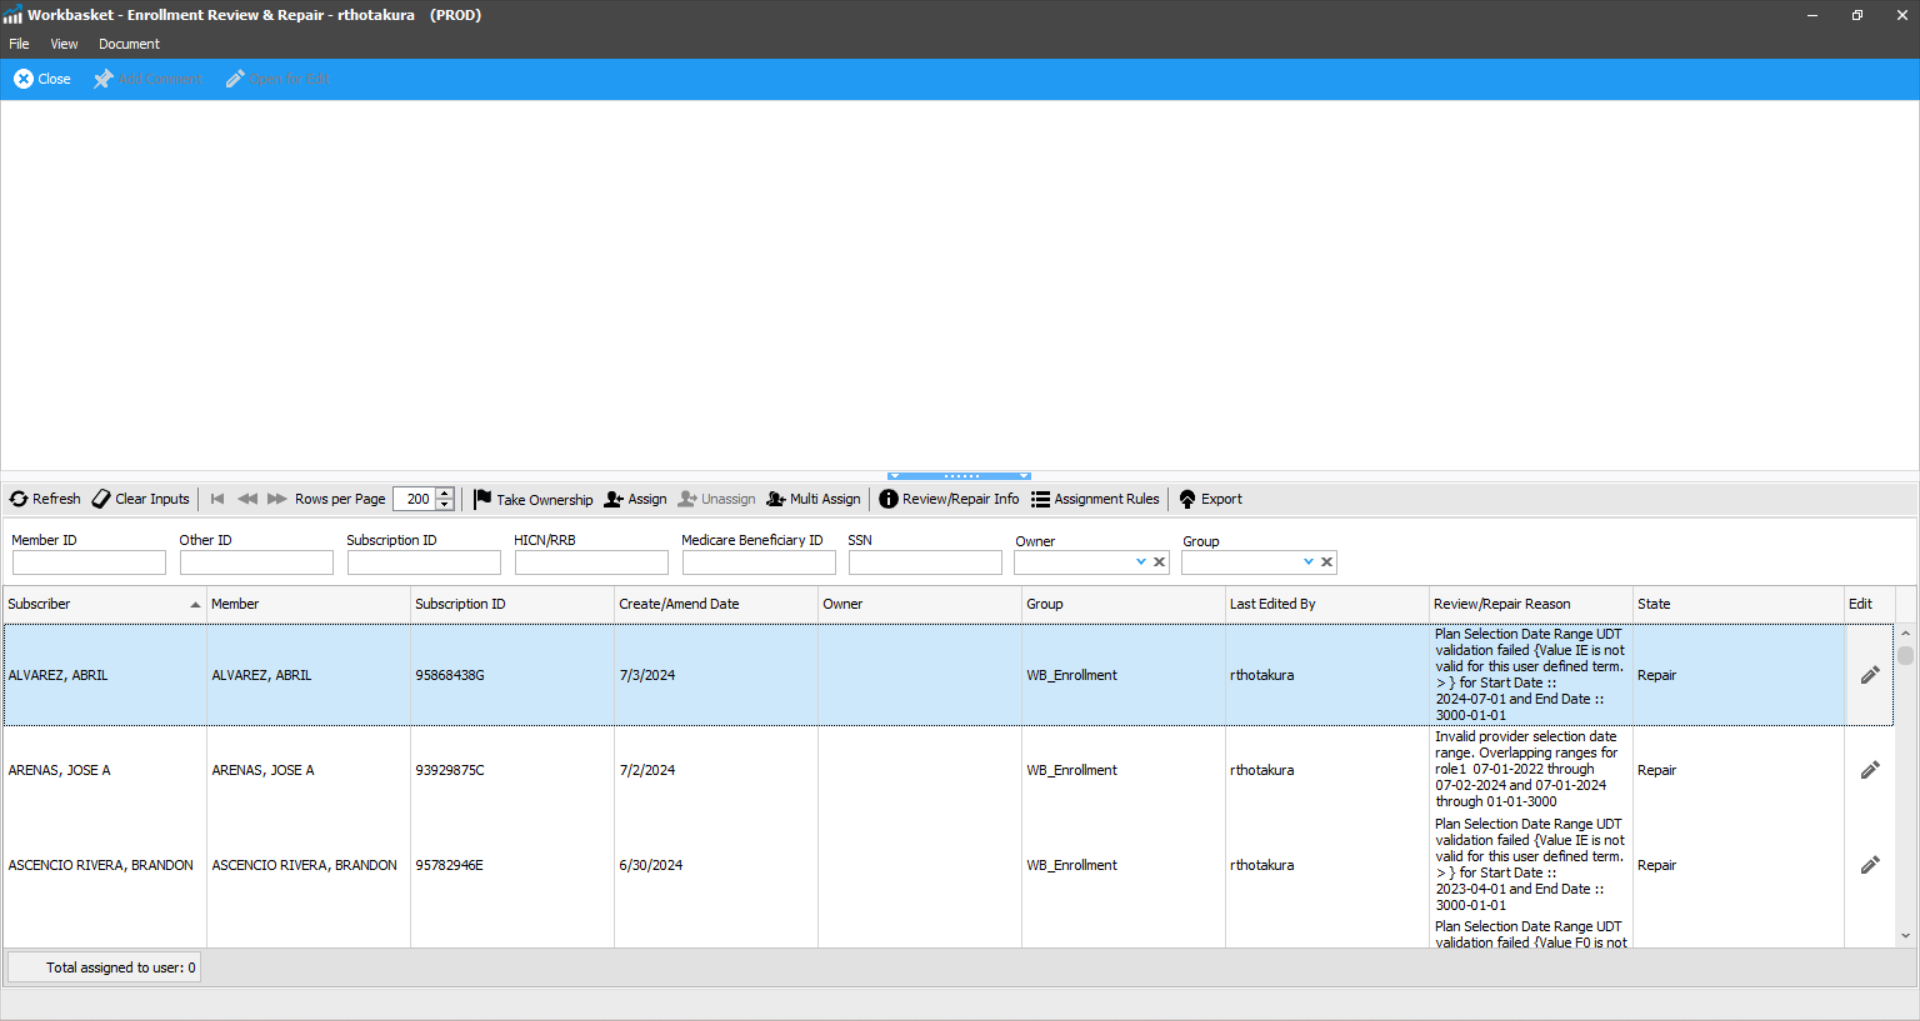 Workbasket - Enrollment Review & Repair - rthotakura (PROD)
File View Document
Close Add Comment Open for Edit
Refresh Clear Inputs Rows per Page 200 Take Ownership Assign Unassign Multi Assign Review/Repair Info Assignment Rules Export
Member ID Other ID Subscription ID HICN/RRB Medicare Beneficiary ID SSN Owner Group
Subscriber Member Subscription ID Create/Amend Date Owner Group Last Edited By Review/Repair Reason State Edit
ALVAREZ, ABRIL ALVAREZ, ABRIL 95868438G 7/3/2024 WB_Enrollment rthotakura
Plan Selection Date Range UDT
validation failed {Value IE is not
valid for this user defined term.
> } for Start Date ::
2024-07-01 and End Date ::
3000-01-01
Repair
ARENAS, JOSE A ARENAS, JOSE A 93929875C 7/2/2024 WB_Enrollment rthotakura
Invalid provider selection date
range. Overlapping ranges for
role1 07-01-2022 through
07-02-2024 and 07-01-2024
through 01-01-3000
Repair
ASCENCIO RIVERA, BRANDON ASCENCIO RIVERA, BRANDON 95782946E 6/30/2024 WB_Enrollment rthotakura
Plan Selection Date Range UDT
validation failed {Value IE is not
valid for this user defined term.
> } for Start Date ::
2023-04-01 and End Date ::
3000-01-01
Repair
Plan Selection Date Range UDT
validation failed {Value F0 is not
Total assigned to user: 0